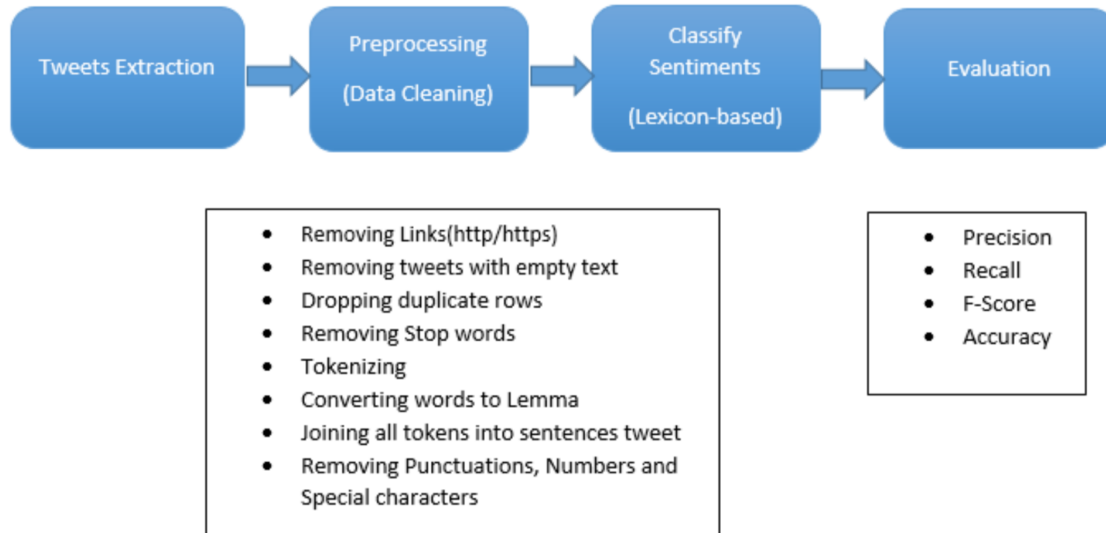 Tweets Extraction
Preprocessing
(Data Cleaning)
Classify
Sentiments
(Lexicon-based)
Evaluation
• Removing Links(http/https)
• Removing tweets with empty text
• Dropping duplicate rows
• Removing Stop words
• Tokenizing
• Converting words to Lemma
• Joining all tokens into sentences tweet
• Removing Punctuations, Numbers and
Special characters
• Precision
• Recall
• F-Score
• Accuracy